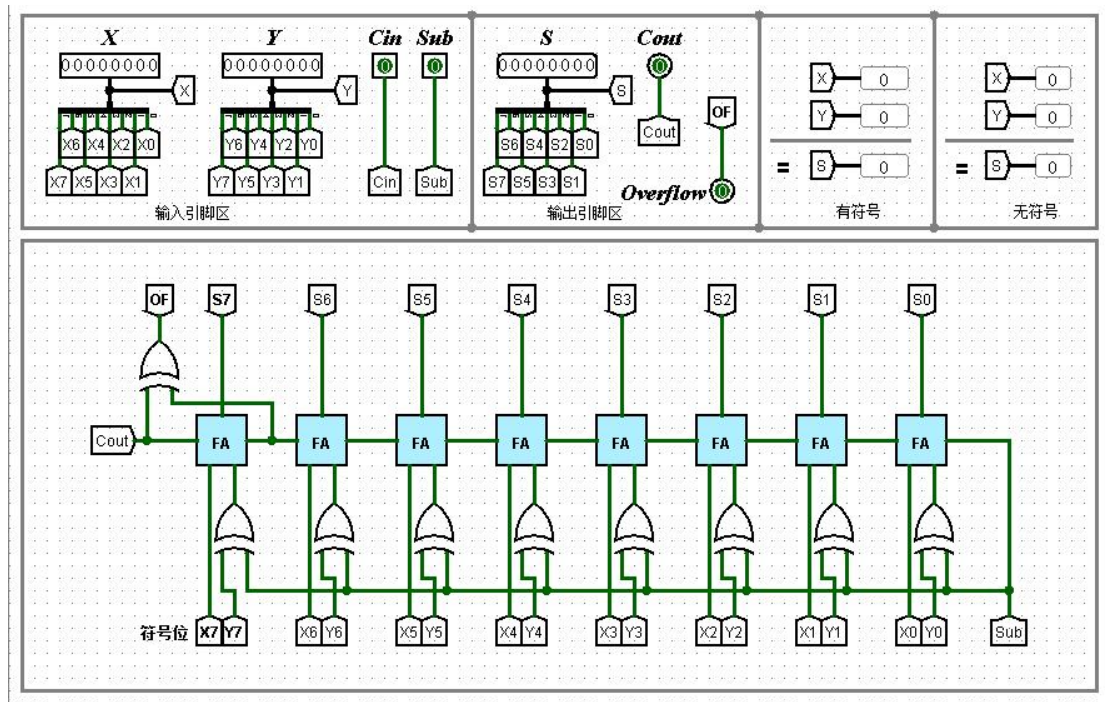 X Y Cin Sub S Cout
00000000 00000000 0 0 00000000 0
X Y S
X 0 X 0
OF
Y 0 Y 0
X6 X4 X2 X0 Y6 Y4 Y2 Y0 S6 S4 S2 S0 Cout
= S 0 = S 0
X7 X5 X3 X1 Y7 Y5 Y3 Y1 Cin Sub S7 S5 S3 S1
Overflow 0
输入引脚区 输出引脚区 有符号 无符号
OF S7 S6 S5 S4 S3 S2 S1 S0
Cout FA FA FA FA FA FA FA FA
符号位 X7 Y7 X6 Y6 X5 Y5 X4 Y4 X3 Y3 X2 Y2 X1 Y1 X0 Y0 Sub